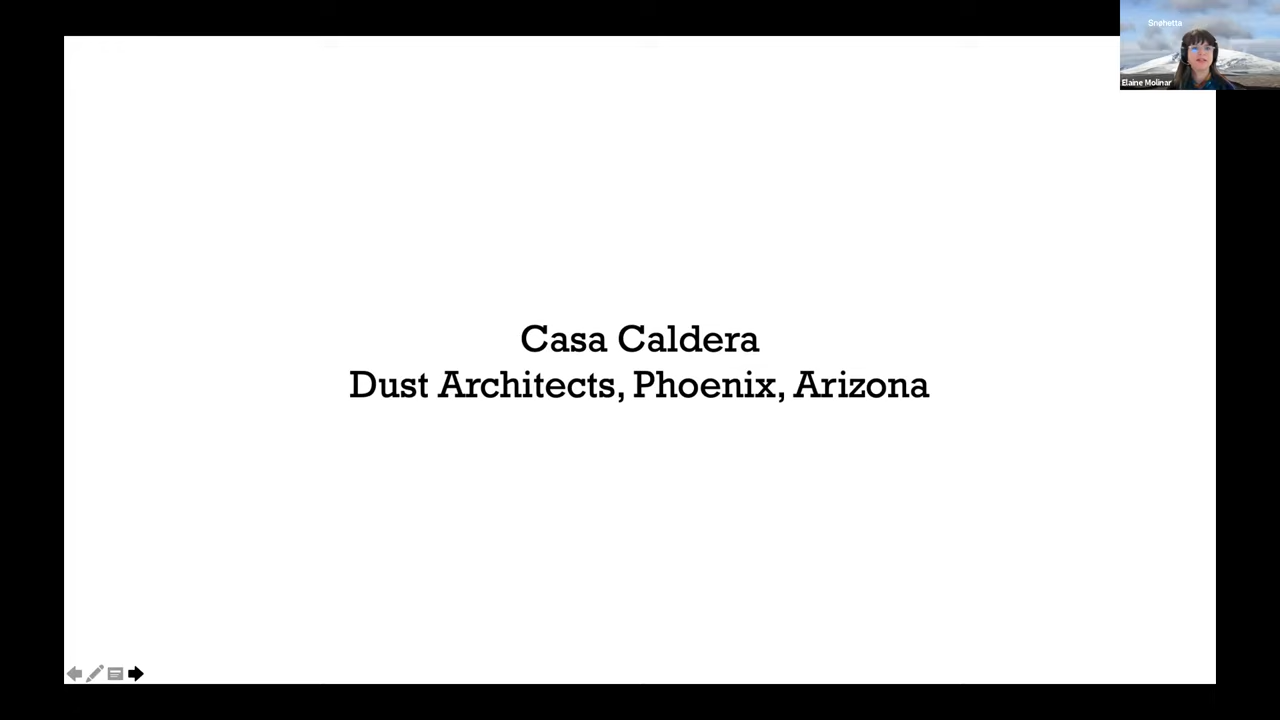 Snøhetta
Elaine Molinar
Casa Caldera
Dust Architects, Phoenix, Arizona